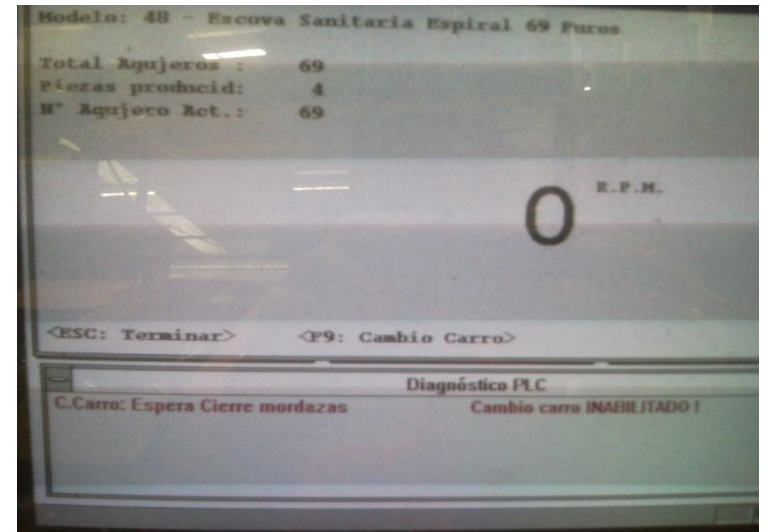 Modelo: 48 - Escova Sanitaria Espiral 69 Furos
Total Agujeros : 69
Piezas producid: 4
N° Agujero Act.: 69
0 R.P.M.
<ESC: Terminar> <F9: Cambio Carro>
Diagnóstico PLC
C.Carro: Espera Cierre mordazas Cambio carro INABILITADO !